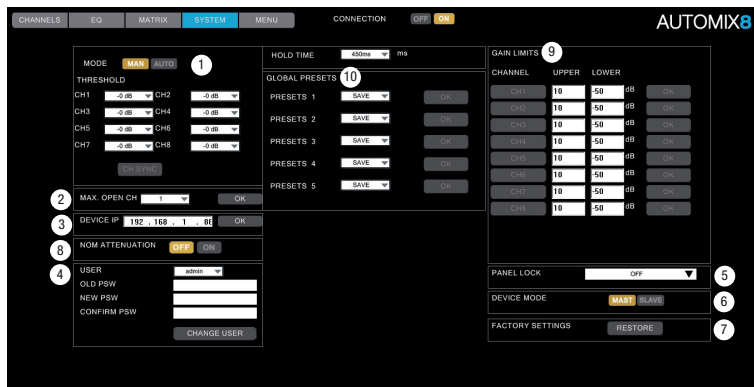 CHANNELS EQ MATRIX SYSTEM MENU CONNECTION OFF ON AUTOMIX8
MODE MAN AUTO 1
THRESHOLD
CH1 -0 dB CH2 -0 dB
CH3 -0 dB CH4 -0 dB
CH5 -0 dB CH6 -0 dB
CH7 -0 dB CH8 -0 dB
CH SYNC
2 MAX. OPEN CH 1 OK
3 DEVICE IP 192 . 168 . 1 . 80 OK
8 NOM ATTENUATION OFF ON
4 USER admin
OLD PSW
NEW PSW
CONFIRM PSW
CHANGE USER
HOLD TIME 450ms ms
GLOBAL PRESETS 10
PRESETS 1 SAVE OK
PRESETS 2 SAVE OK
PRESETS 3 SAVE OK
PRESETS 4 SAVE OK
PRESETS 5 SAVE OK
GAIN LIMITS 9
CHANNEL UPPER LOWER
CH1 10 -50 dB OK
CH2 10 -50 dB OK
CH3 10 -50 dB OK
CH4 10 -50 dB OK
CH5 10 -50 dB OK
CH6 10 -50 dB OK
CH7 10 -50 dB OK
CH8 10 -50 dB OK
PANEL LOCK OFF 5
DEVICE MODE MAST SLAVE 6
FACTORY SETTINGS RESTORE 7